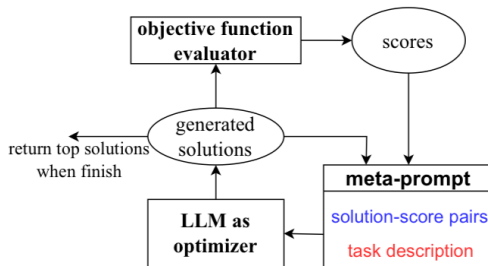 objective function
evaluator
scores
generated
solutions
return top solutions
when finish
meta-prompt
solution-score pairs
task description
LLM as
optimizer